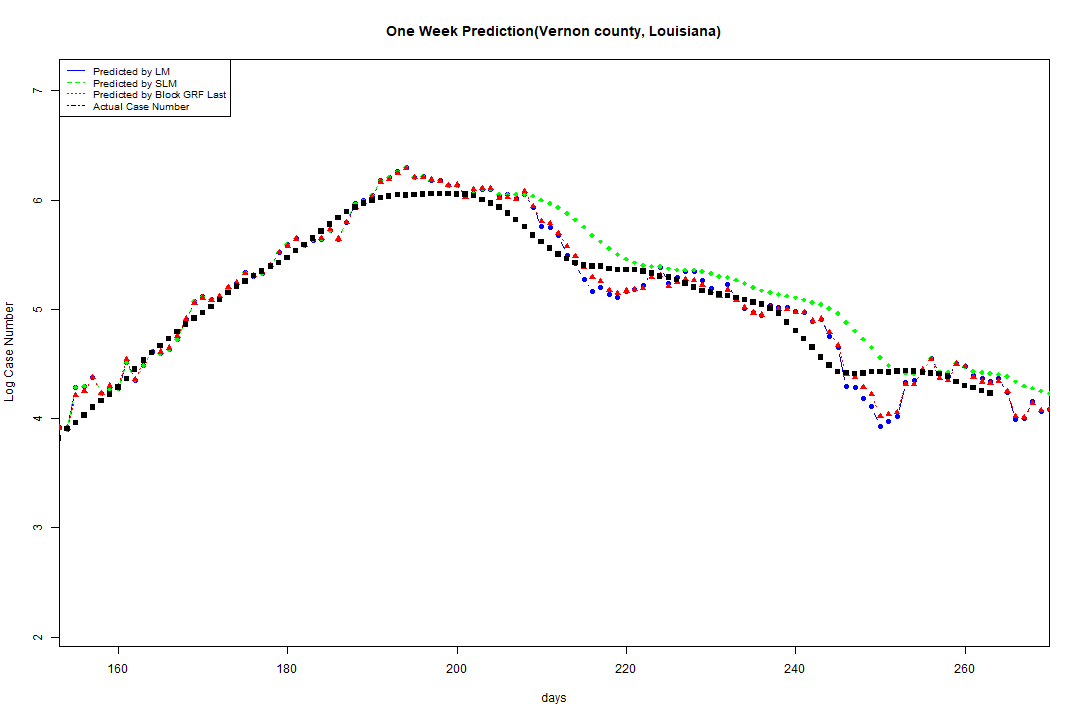 One Week Prediction(Vernon county, Louisiana)
Predicted by LM
Predicted by SLM
Predicted by Block GRF Last
Actual Case Number
7
6
5
4
3
2
Log Case Number
160 180 200 220 240 260
days